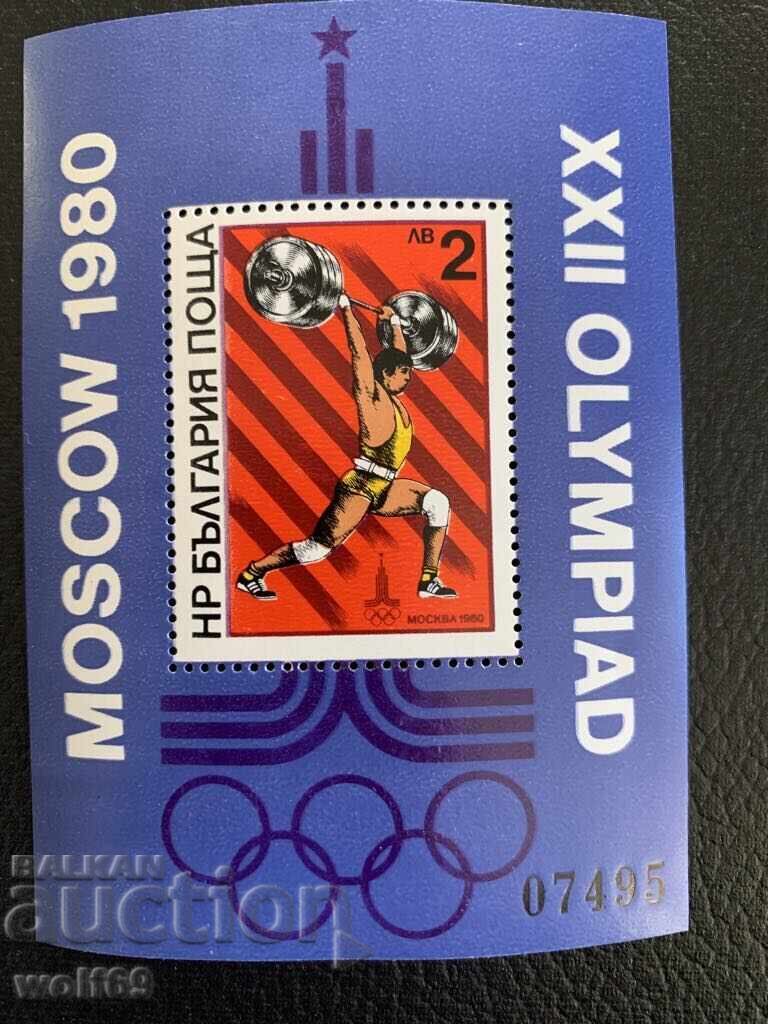 MOSCOW 1980
XXII OLYMPIAD
НР БЪЛГАРИЯ ПОЩА
ЛВ 2
МОСКВА 1980
07495
BALKAN
auction
wolf69